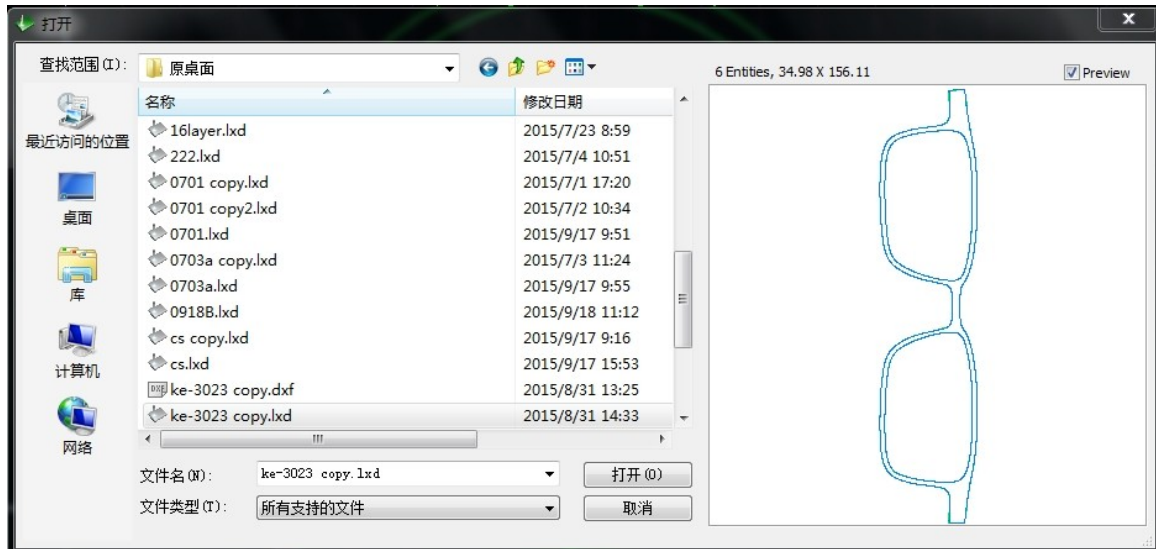 打开
x
查找范围(I):
原桌面
6 Entities, 34.98 X 156.11
Preview
最近访问的位置
桌面
库
计算机
网络
名称 修改日期
16layer.lxd 2015/7/23 8:59
222.lxd 2015/7/4 10:51
0701 copy.lxd 2015/7/1 17:20
0701 copy2.lxd 2015/7/2 10:34
0701.lxd 2015/9/17 9:51
0703a copy.lxd 2015/7/3 11:24
0703a.lxd 2015/9/17 9:55
0918B.lxd 2015/9/18 11:12
cs copy.lxd 2015/9/17 9:16
cs.lxd 2015/9/17 15:53
DXF ke-3023 copy.dxf 2015/8/31 13:25
ke-3023 copy.lxd 2015/8/31 14:33
文件名(N): ke-3023 copy.lxd 打开(O)
文件类型(T): 所有支持的文件 取消